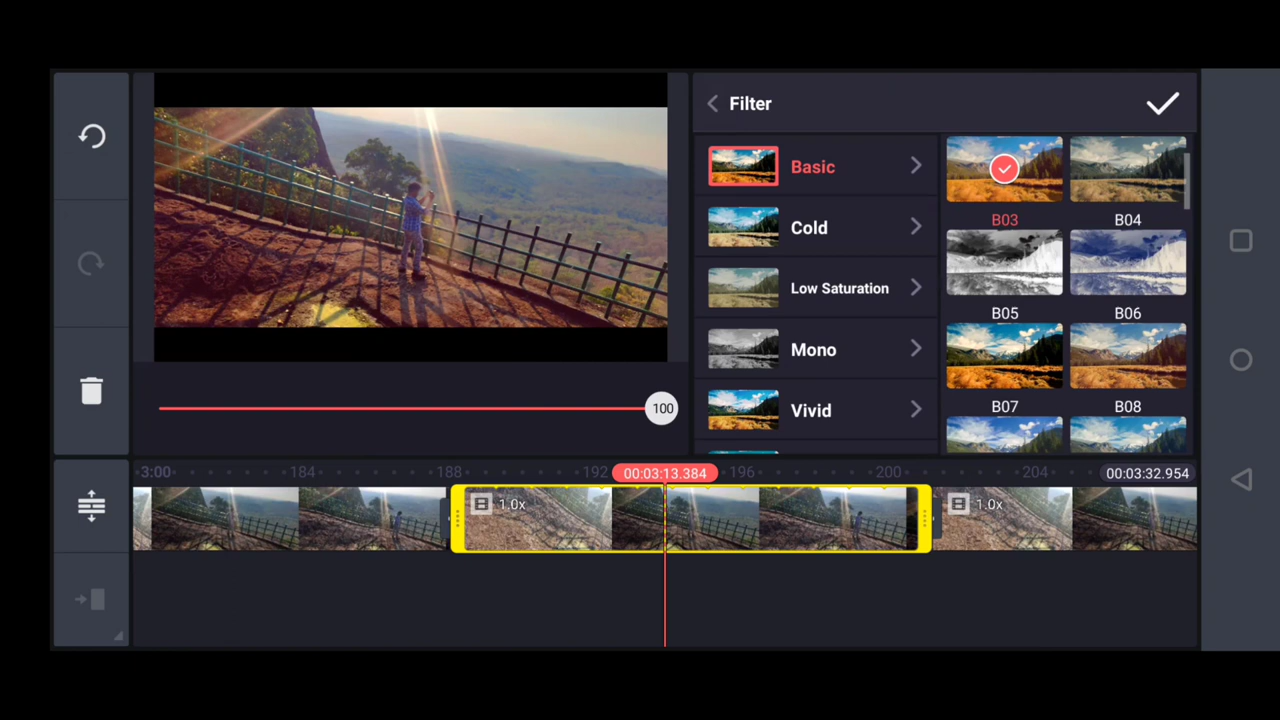 Filter
Basic
Cold
Low Saturation
Mono
Vivid
B03
B04
B05
B06
B07
B08
100
3:00
184
188
192
00:03:13.384
196
200
204
00:03:32.954
1.0x
1.0x